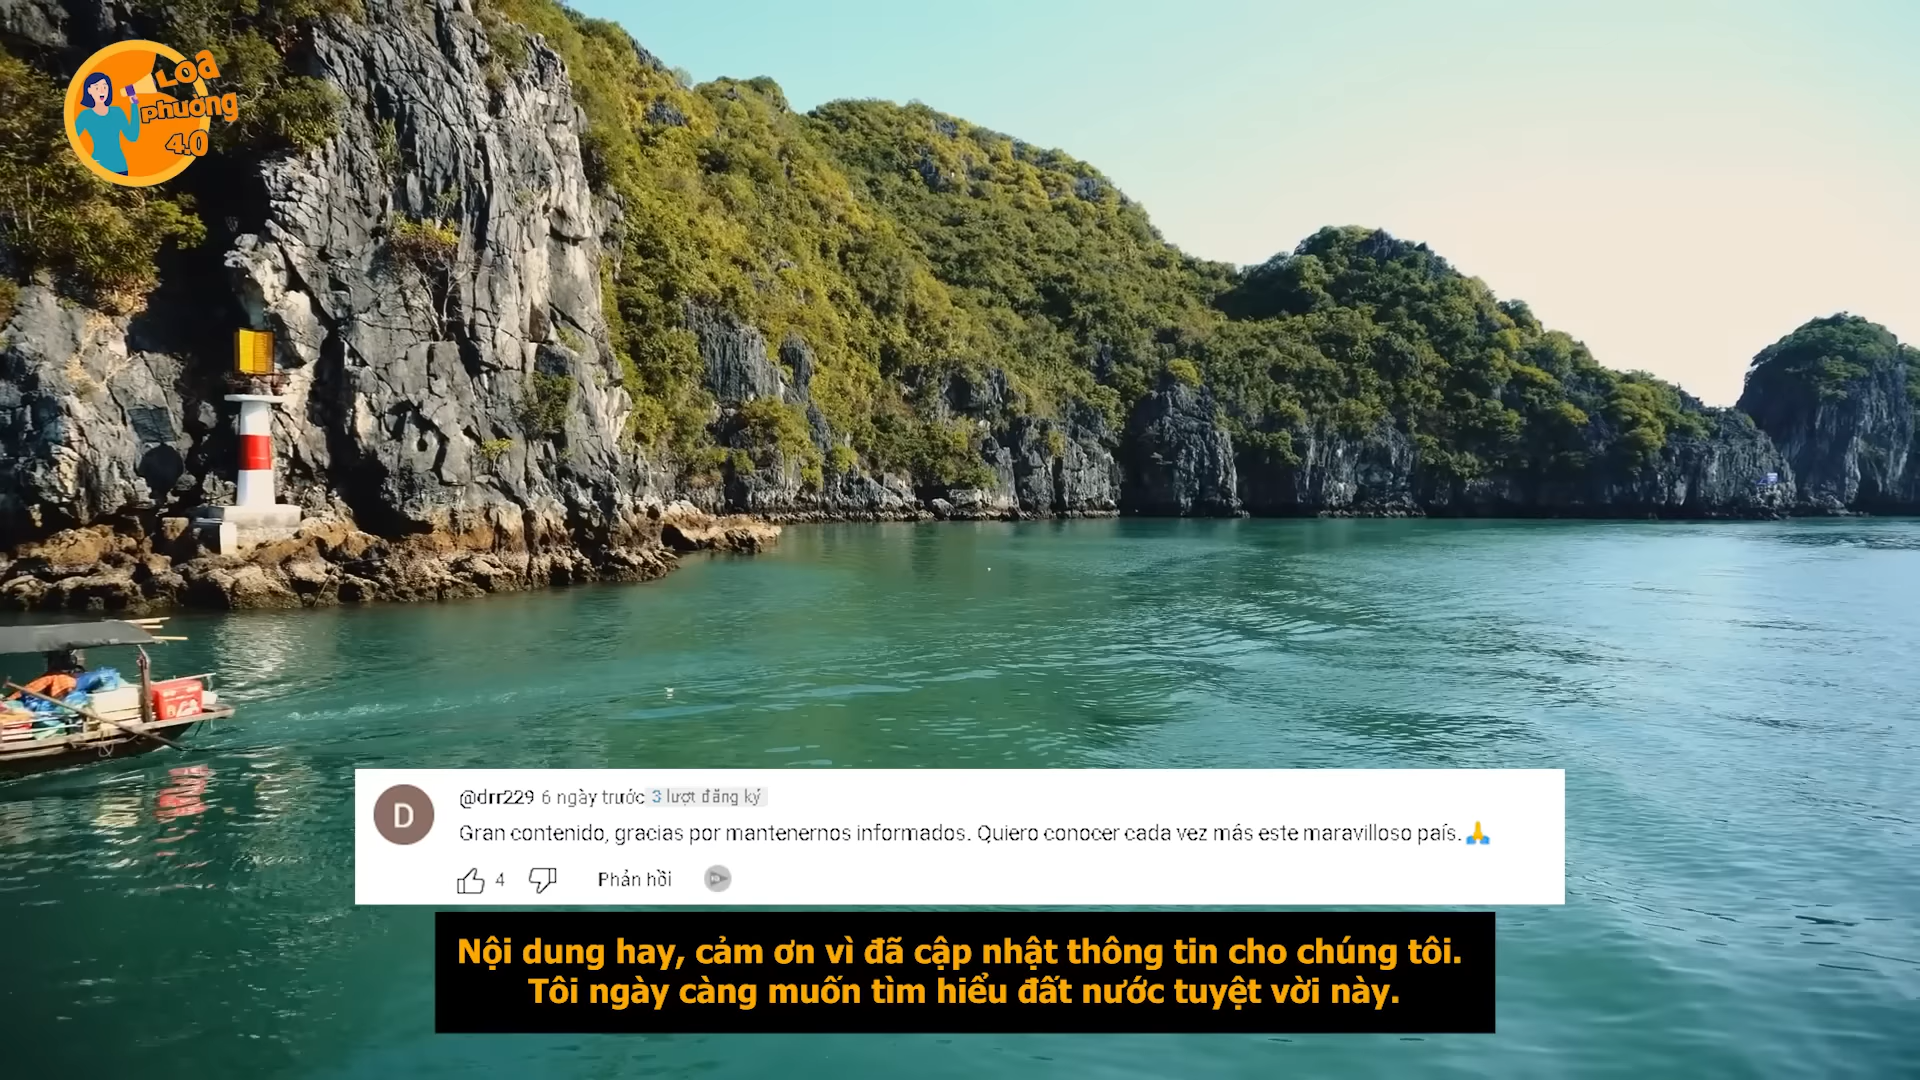 Loa
phường
4.0
@drr229 6 ngày trước 3 lượt đăng ký
Gran contenido, gracias por mantenernos informados. Quiero conocer cada vez más este maravilloso país. 🙏
4 Phản hồi
Nội dung hay, cảm ơn vì đã cập nhật thông tin cho chúng tôi.
Tôi ngày càng muốn tìm hiểu đất nước tuyệt vời này.